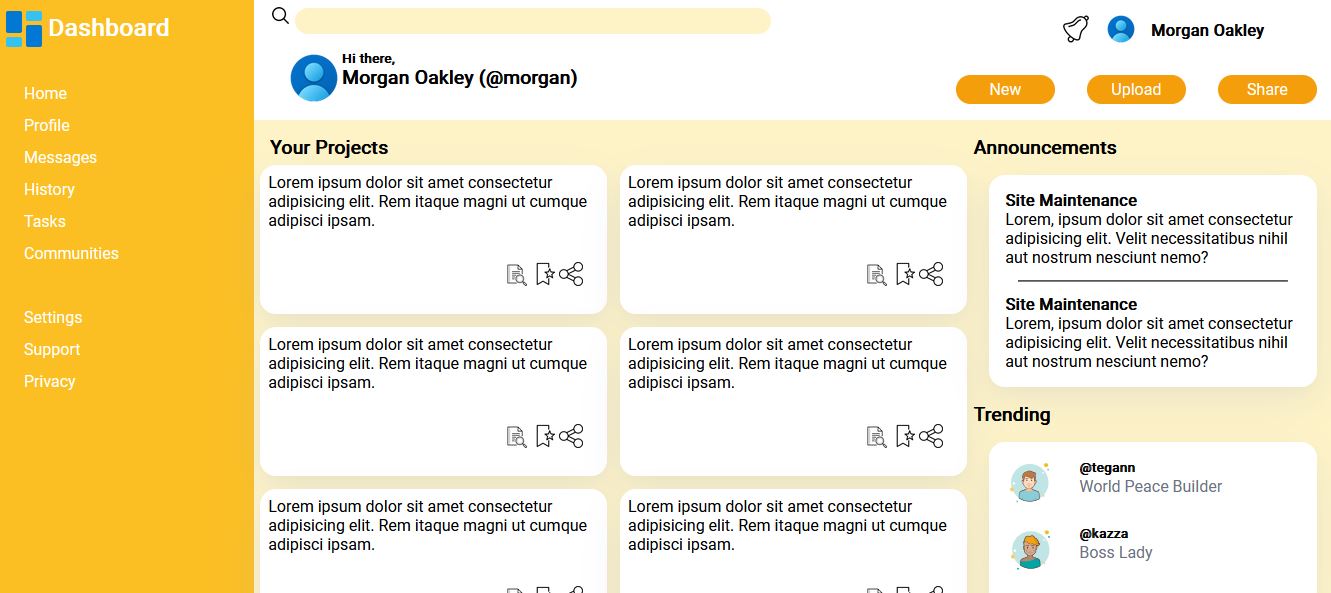 Dashboard
Home
Profile
Messages
History
Tasks
Communities
Settings
Support
Privacy
Morgan Oakley
Hi there,
Morgan Oakley (@morgan)
New
Upload
Share
Your Projects
Lorem ipsum dolor sit amet consectetur
adipisicing elit. Rem itaque magni ut cumque
adipisci ipsam.
Lorem ipsum dolor sit amet consectetur
adipisicing elit. Rem itaque magni ut cumque
adipisci ipsam.
Lorem ipsum dolor sit amet consectetur
adipisicing elit. Rem itaque magni ut cumque
adipisci ipsam.
Lorem ipsum dolor sit amet consectetur
adipisicing elit. Rem itaque magni ut cumque
adipisci ipsam.
Lorem ipsum dolor sit amet consectetur
adipisicing elit. Rem itaque magni ut cumque
adipisci ipsam.
Lorem ipsum dolor sit amet consectetur
adipisicing elit. Rem itaque magni ut cumque
adipisci ipsam.
Announcements
Site Maintenance
Lorem, ipsum dolor sit amet consectetur
adipisicing elit. Velit necessitatibus nihil
aut nostrum nesciunt nemo?
Site Maintenance
Lorem, ipsum dolor sit amet consectetur
adipisicing elit. Velit necessitatibus nihil
aut nostrum nesciunt nemo?
Trending
@tegann
World Peace Builder
@kazza
Boss Lady